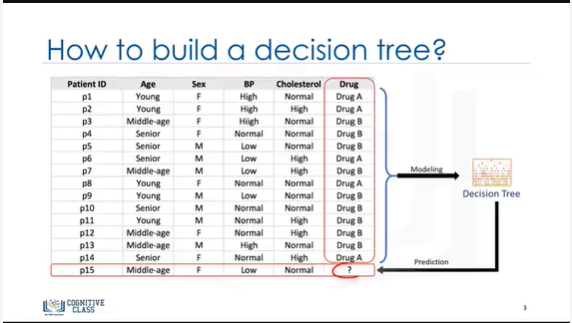 How to build a decision tree?
Patient ID Age Sex BP Cholesterol Drug
p1 Young F High Normal Drug A
p2 Young F High High Drug A
p3 Middle-age F Hiigh Normal Drug B
p4 Senior F Normal Normal Drug B
p5 Senior M Low Normal Drug B
p6 Senior M Low High Drug A
p7 Middle-age M Low High Drug B
p8 Young F Normal Normal Drug A
p9 Young M Low Normal Drug B
p10 Senior M Normal Normal Drug B
p11 Young M Normal High Drug B
p12 Middle-age F Normal High Drug B
p13 Middle-age M High Normal Drug B
p14 Senior F Normal High Drug A
p15 Middle-age F Low Normal ?
Modeling
Decision Tree
Prediction
COGNITIVE
CLASS
3